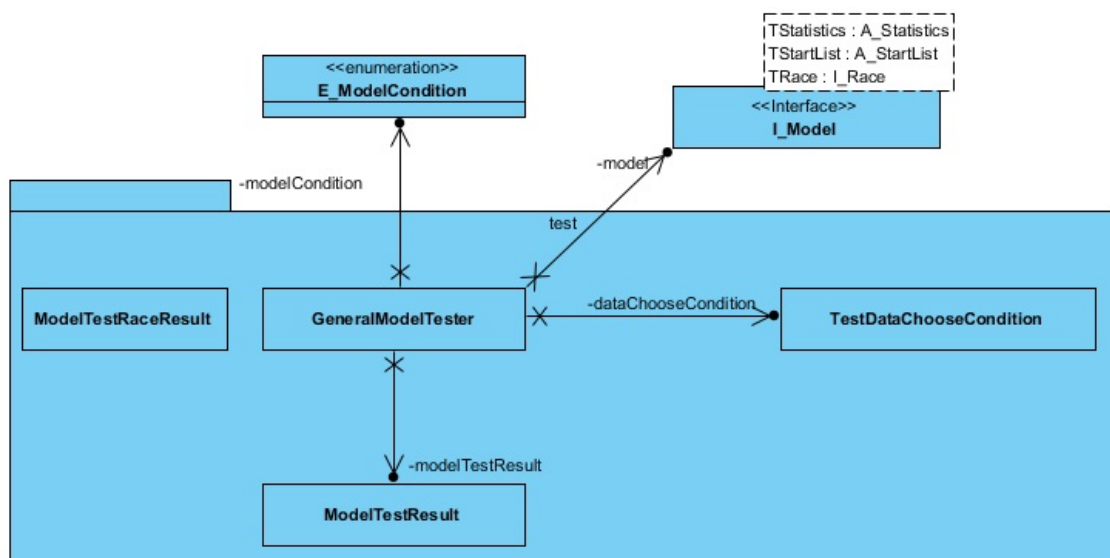 TStatistics : A_Statistics
TStartList : A_StartList
TRace : I_Race
<<enumeration>>
E_ModelCondition
<<Interface>>
I_Model
-model
-modelCondition
test
ModelTestRaceResult
GeneralModelTester
-dataChooseCondition
TestDataChooseCondition
-modelTestResult
ModelTestResult